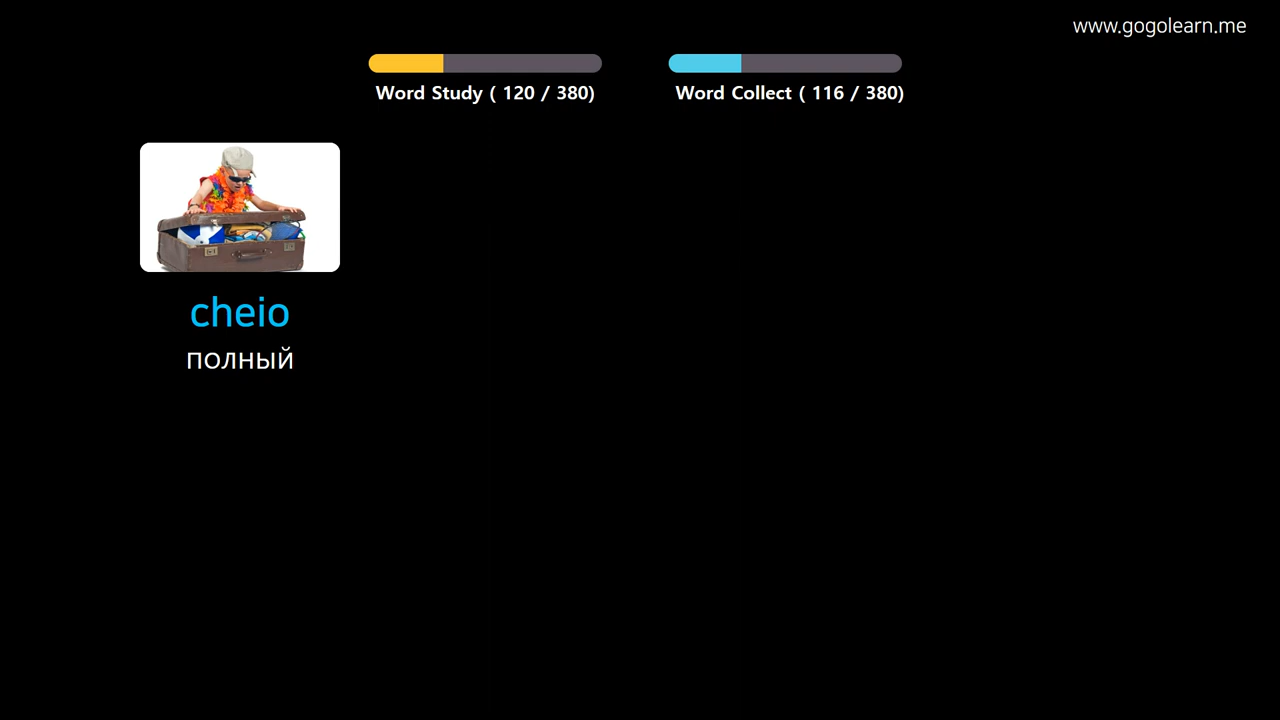 www.gogolearn.me
Word Study ( 120 / 380)
Word Collect ( 116 / 380)
cheio
полный